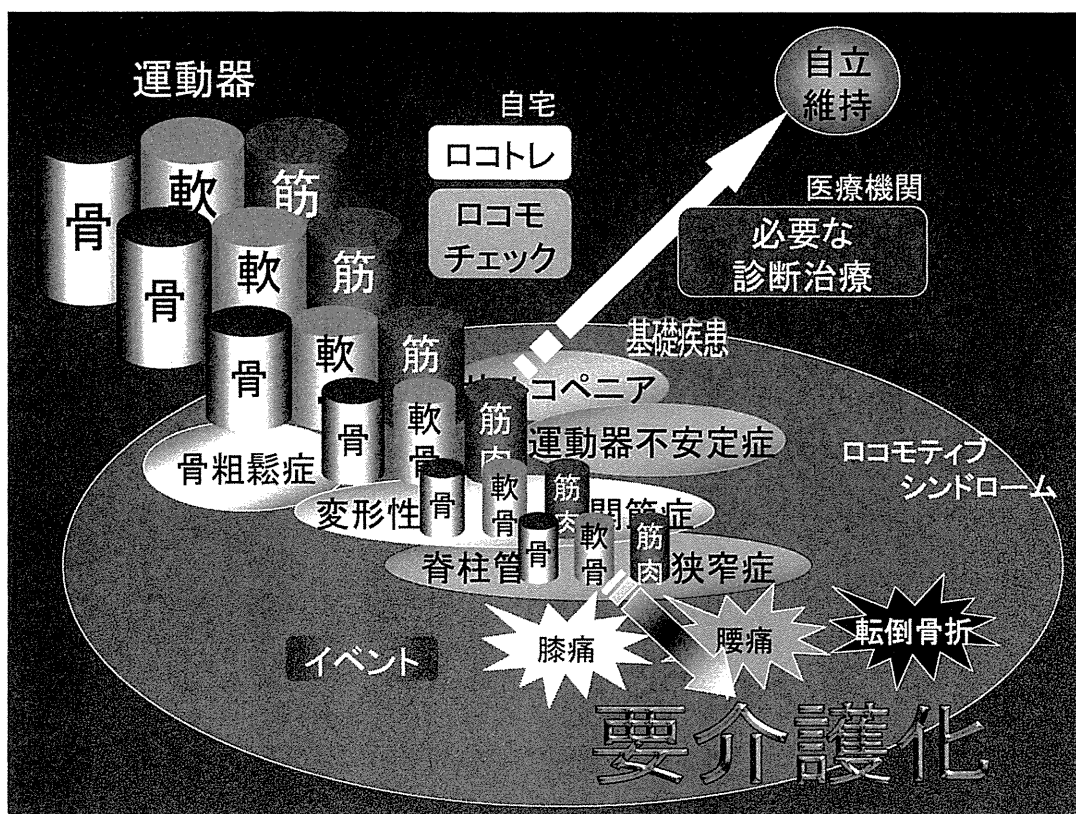 運動器
骨
軟
筋
骨
軟
筋
骨
軟
筋
骨
軟骨
筋肉
骨
軟骨
筋肉
骨
軟骨
筋肉
自宅
ロコトレ
ロコモ
チェック
自立
維持
医療機関
必要な
診断治療
基礎疾患
コペニア
運動器不安定症
骨粗鬆症
変形性
関節症
脊柱管
狭窄症
ロコモティブ
シンドローム
イベント
膝痛
腰痛
転倒骨折
要介護化